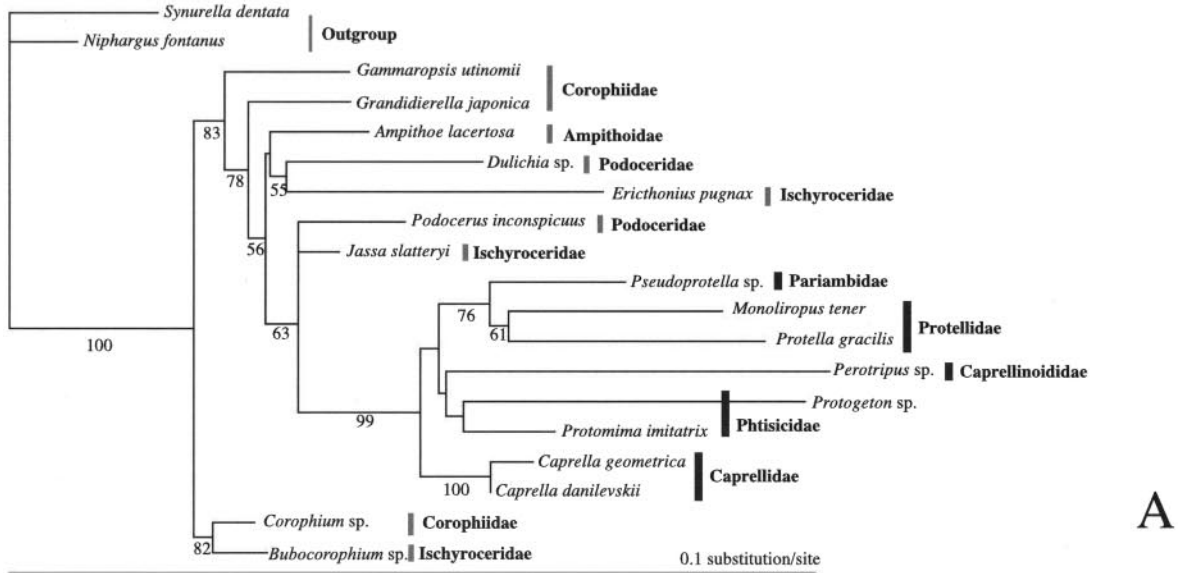 Synurella dentata
Niphargus fontanus
Outgroup
Gammaropsis utinomii
Corophiidae
Grandidierella japonica
83
Ampithoe lacertosa
Ampithoidae
78
Dulichia sp.
Podoceridae
55
Ericthonius pugnax
Ischyroceridae
Podocerus inconspicuus
Podoceridae
56
Jassa slatteryi
Ischyroceridae
Pseudoprotella sp.
Pariambidae
76
Monoliropus tener
Protellidae
63
61
Protella gracilis
100
Perotripus sp.
Caprellinoididae
Protogeton sp.
99
Protomima imitatrix
Phtisicidae
Caprella geometrica
Caprellidae
100
Caprella danilevskii
Corophium sp.
Corophiidae
A
82
Bubocorophium sp.
Ischyroceridae
0.1 substitution/site